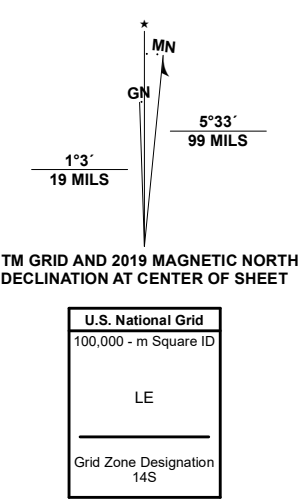 ★
MN
GN
5°33´
99 MILS
1°3´
19 MILS
TM GRID AND 2019 MAGNETIC NORTH
DECLINATION AT CENTER OF SHEET
U.S. National Grid
100,000 - m Square ID
LE
Grid Zone Designation
14S